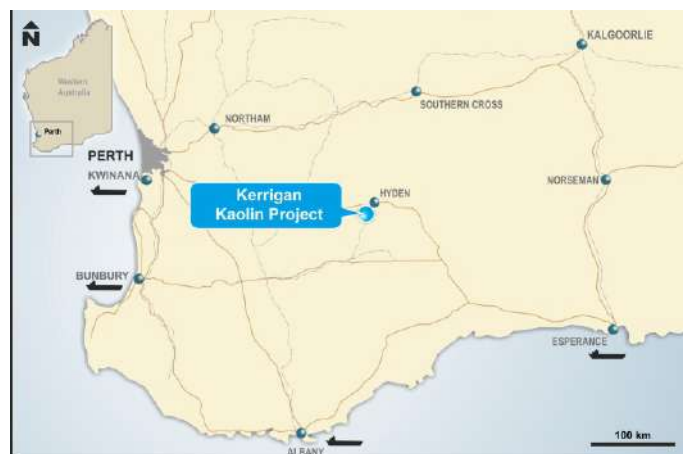 N
KALGOORLIE
Western
Australia
Perth
SOUTHERN CROSS
NORTHAM
PERTH
KWINANA
Kerrigan
Kaolin Project
HYDEN
NORSEMAN
BUNBURY
ESPERANCE
ALBANY
100 km